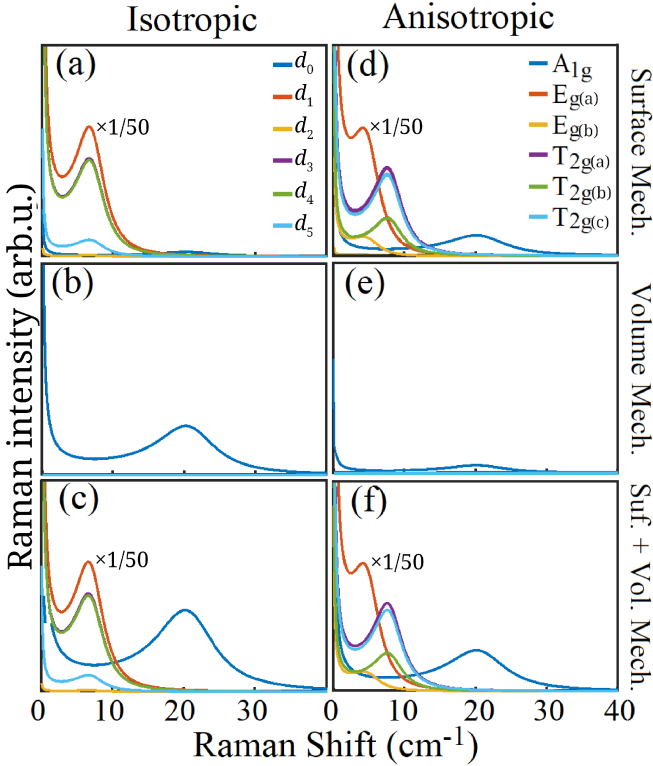 Isotropic
Anisotropic
(a)
×1/50
d0
d1
d2
d3
d4
d5
(d)
×1/50
A1g
Eg(a)
Eg(b)
T2g(a)
T2g(b)
T2g(c)
Surface Mech.
(b)
(e)
Volume Mech.
(c)
×1/50
(f)
×1/50
Suf. + Vol. Mech.
Raman intensity (arb.u.)
0 10 20 30
0 10 20 30 40
Raman Shift (cm-1)